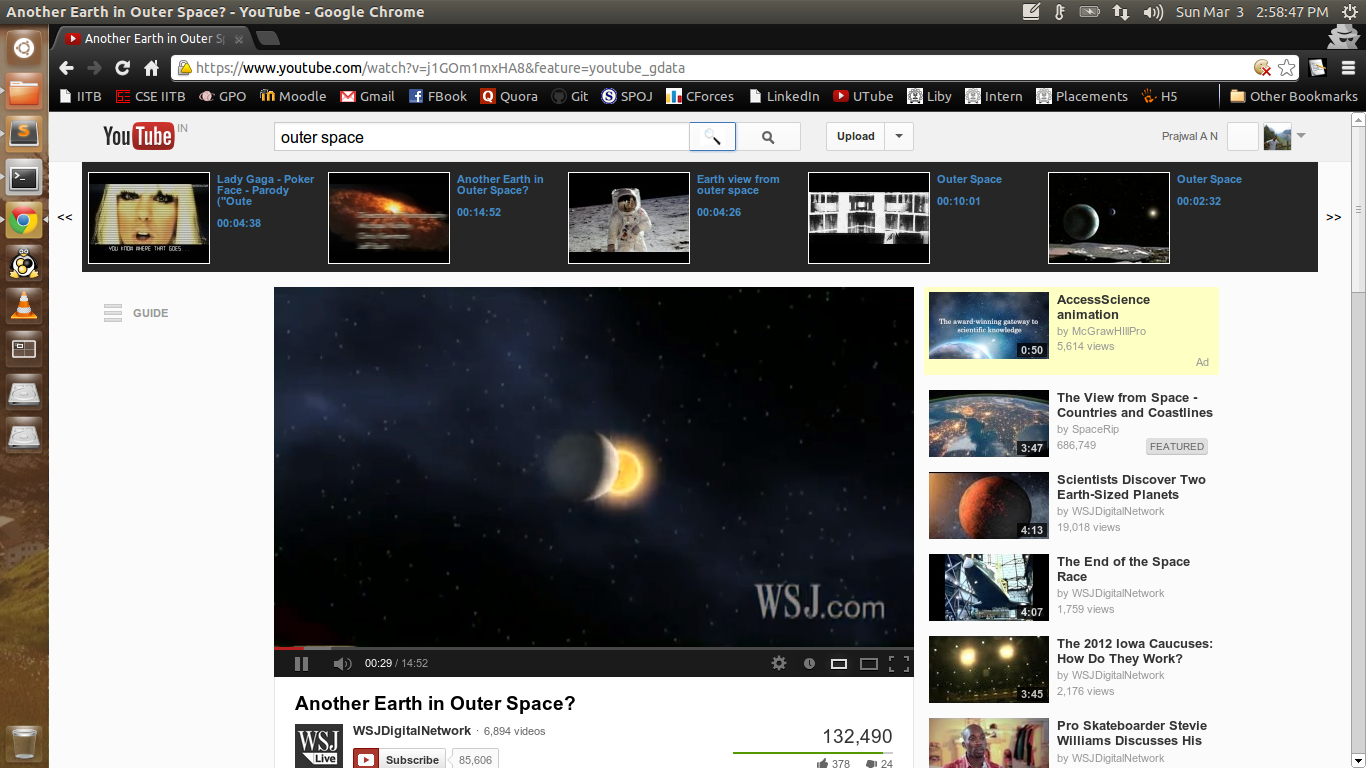 Another Earth in Outer Space? - YouTube - Google Chrome
Sun Mar 3 2:58:47 PM
Another Earth in Outer S
https://www.youtube.com/watch?v=j1GOm1mxHA8&feature=youtube_gdata
IITB CSE IITB GPO Moodle Gmail FBook Quora Git SPOJ CForces LinkedIn UTube Liby Intern Placements H5 Other Bookmarks
YouTube IN
outer space
Upload
Prajwal A N
<<
Lady Gaga - Poker
Face - Parody
("Oute
00:04:38
YOU KNOW WHERE THAT GOES
Another Earth in
Outer Space?
00:14:52
Earth view from
outer space
00:04:26
Outer Space
00:10:01
Outer Space
00:02:32
>>
GUIDE
WSJ.com
00:29 / 14:52
Another Earth in Outer Space?
WSJ
Live
WSJDigitalNetwork · 6,894 videos
Subscribe 85,606
132,490
378 24
The award-winning gateway to
scientific knowledge
0:50
AccessScience
animation
by McGrawHillPro
5,614 views
Ad
3:47
The View from Space -
Countries and Coastlines
by SpaceRip
686,749 FEATURED
4:13
Scientists Discover Two
Earth-Sized Planets
by WSJDigitalNetwork
19,018 views
4:07
The End of the Space
Race
by WSJDigitalNetwork
1,759 views
3:45
The 2012 Iowa Caucuses:
How Do They Work?
by WSJDigitalNetwork
2,176 views
Pro Skateboarder Stevie
Williams Discusses His
by WSJDigitalNetwork